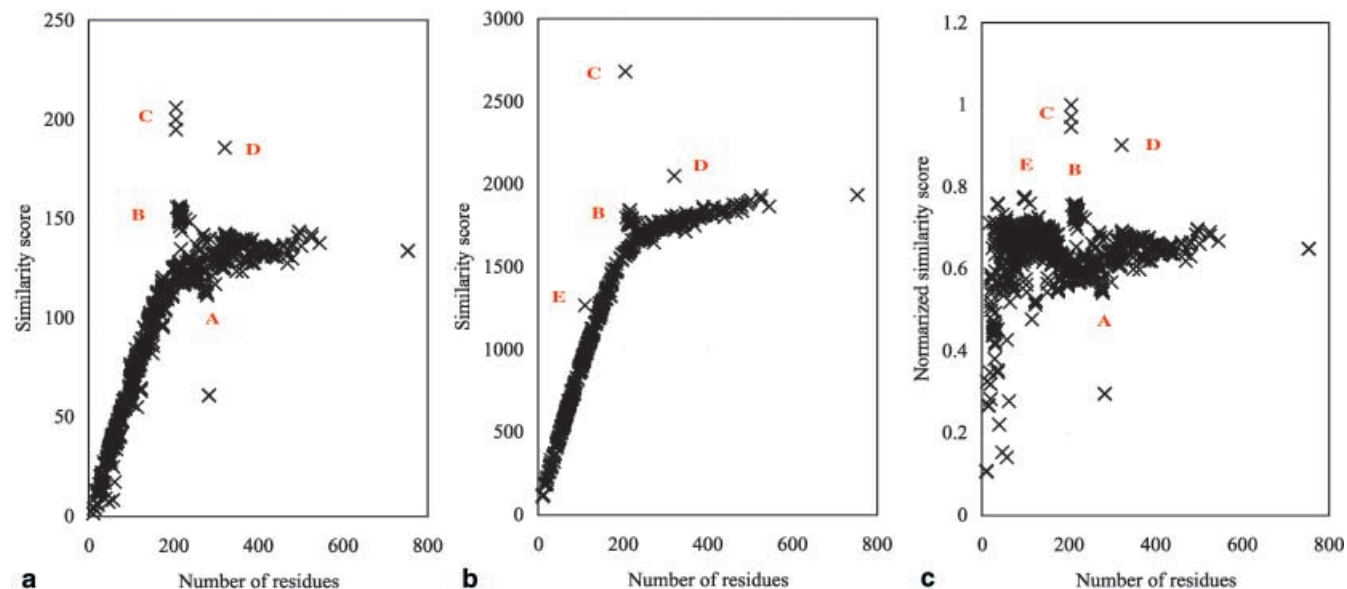 250
200
150
100
50
0
Similarity score
C
D
B
A
0 200 400 600 800
Number of residues
a
3000
2500
2000
1500
1000
500
0
Similarity score
C
D
B
E
0 200 400 600 800
Number of residues
b
1.2
1
0.8
0.6
0.4
0.2
0
Normarlized similarity score
C
D
E
B
A
0 200 400 600 800
Number of residues
c